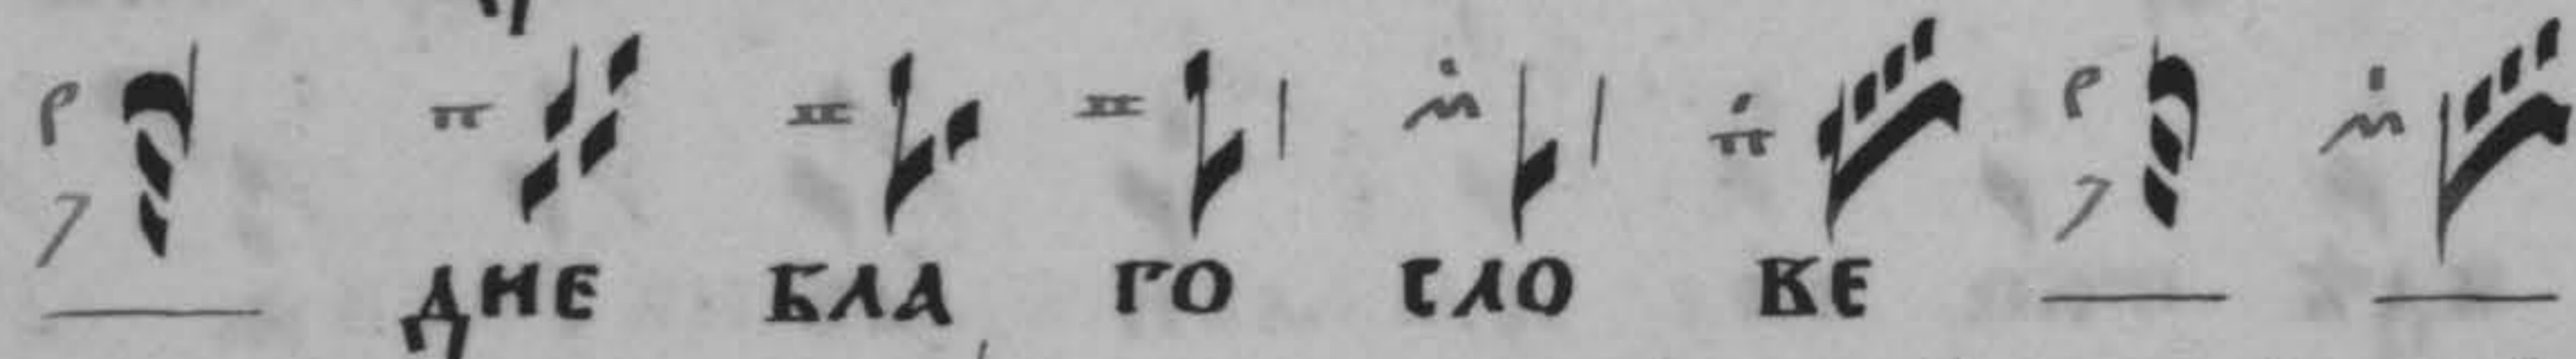 дне бла го сло ве